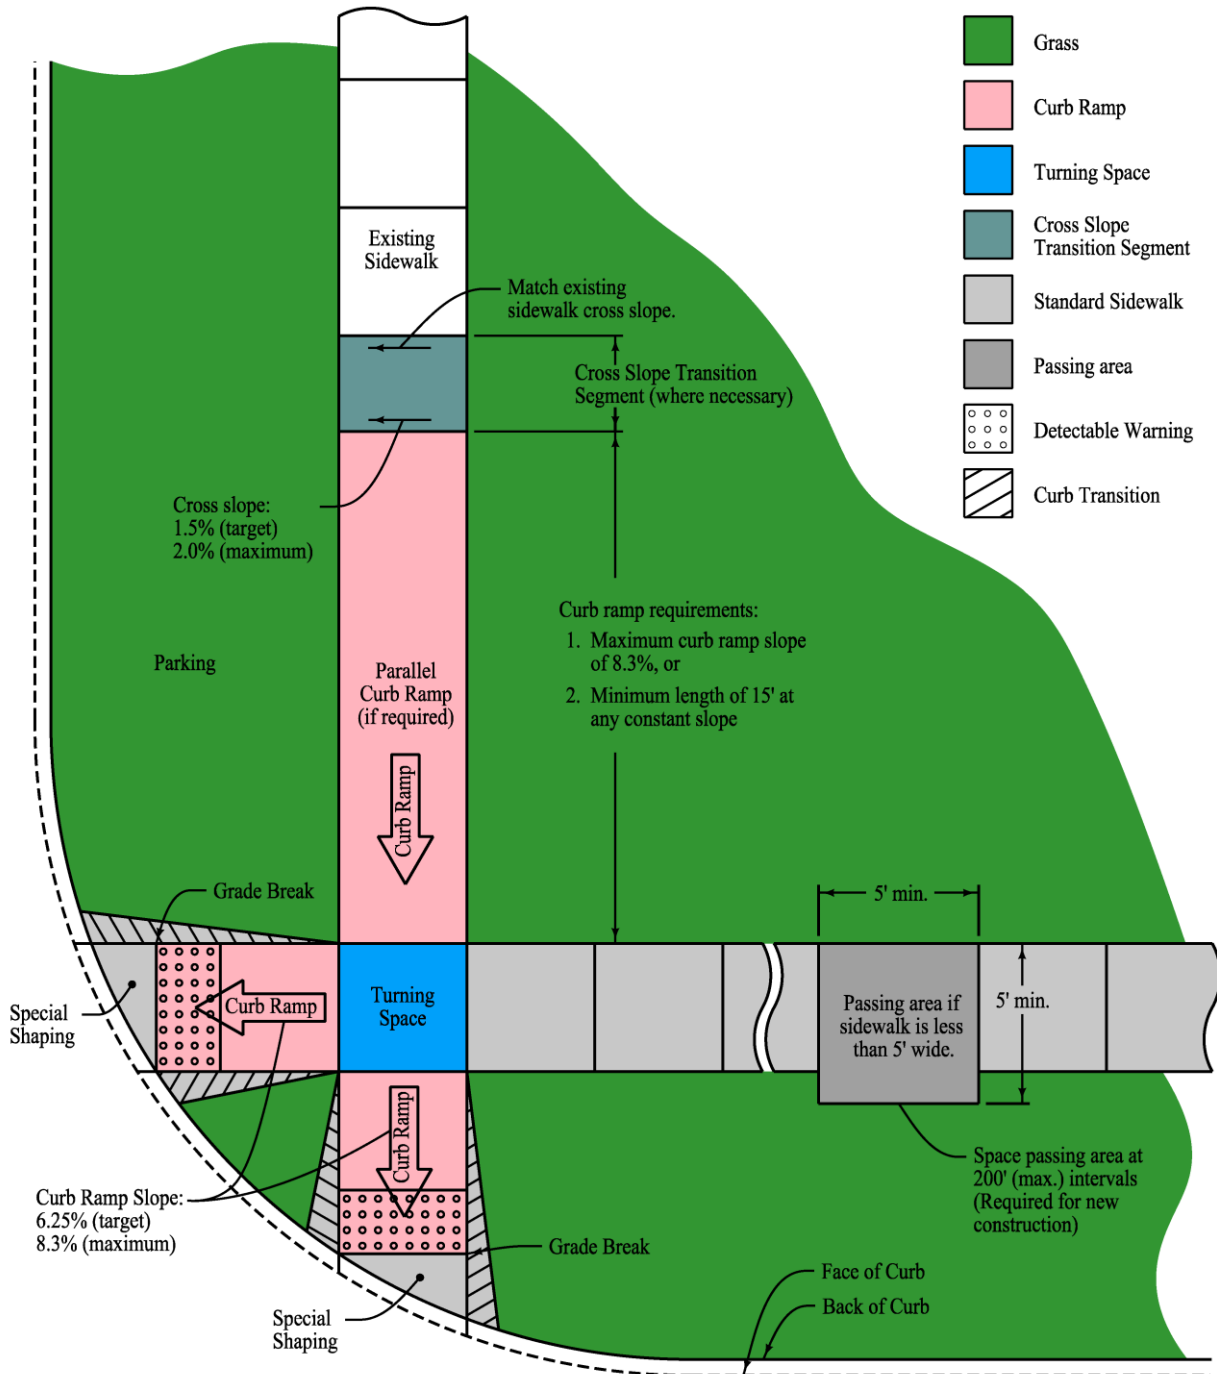 Grass
Curb Ramp
Turning Space
Cross Slope
Transition Segment
Standard Sidewalk
Passing area
Detectable Warning
Curb Transition
Existing
Sidewalk
Match existing
sidewalk cross slope.
Cross Slope Transition
Segment (where necessary)
Cross slope:
1.5% (target)
2.0% (maximum)
Curb ramp requirements:
1. Maximum curb ramp slope
of 8.3%, or
2. Minimum length of 15' at
any constant slope
Parking
Parallel
Curb Ramp
(if required)
Curb Ramp
Grade Break
5' min.
Special
Shaping
Curb Ramp
Turning
Space
Passing area if
sidewalk is less
than 5' wide.
5' min.
Curb Ramp
Space passing area at
200' (max.) intervals
(Required for new
construction)
Curb Ramp Slope:
6.25% (target)
8.3% (maximum)
Grade Break
Face of Curb
Back of Curb
Special
Shaping